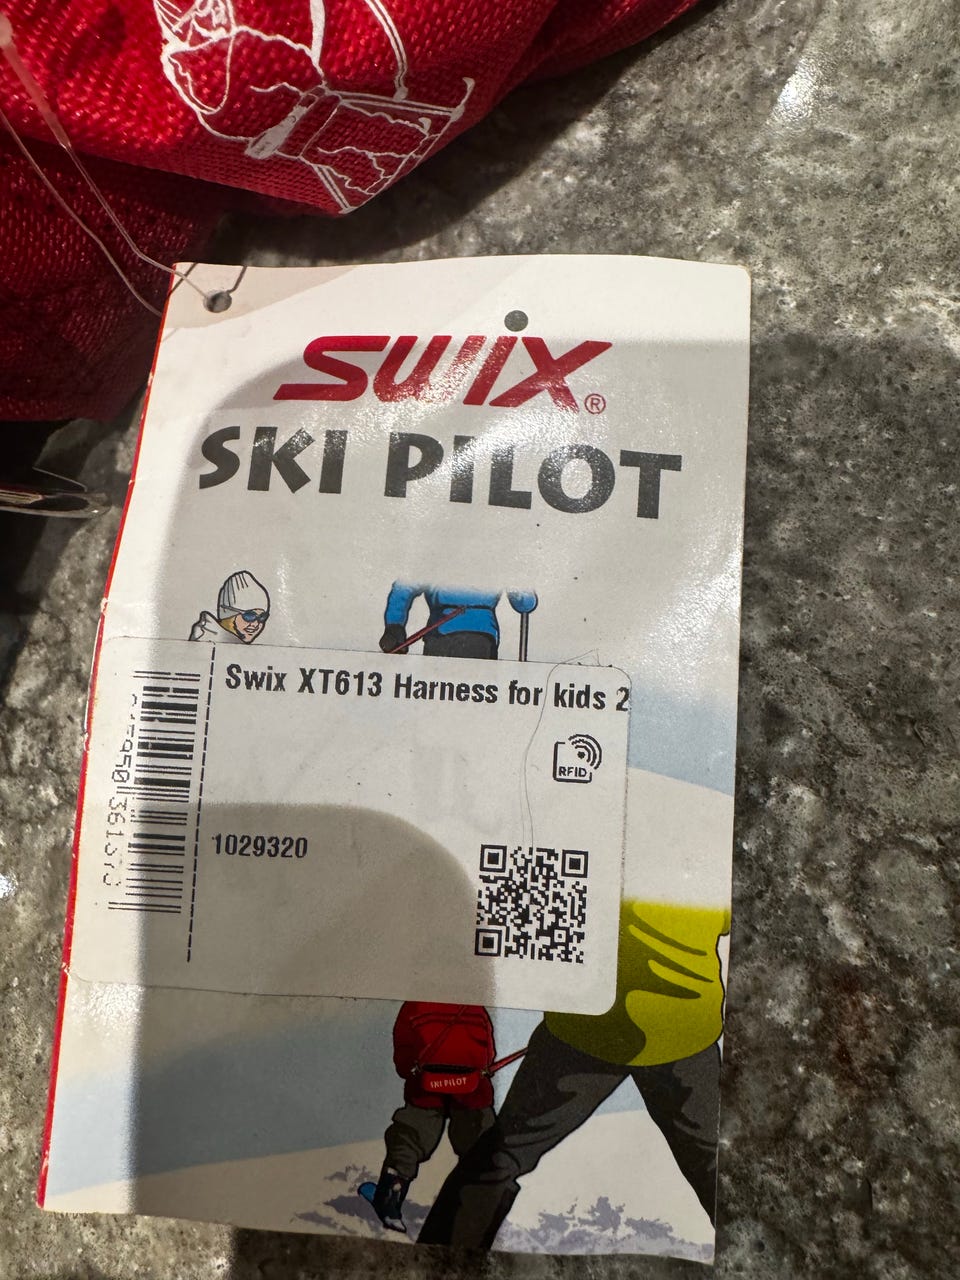 SWiX®
SKI PILOT
Swix XT613 Harness for kids 2
RFID
1029320
SKI PILOT